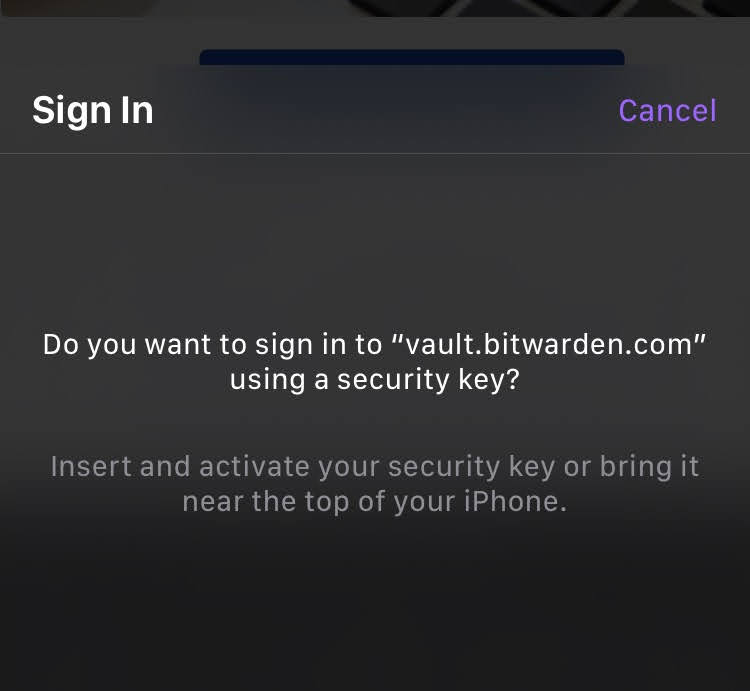 Sign In
Cancel
Do you want to sign in to “vault.bitwarden.com”
using a security key?
Insert and activate your security key or bring it
near the top of your iPhone.